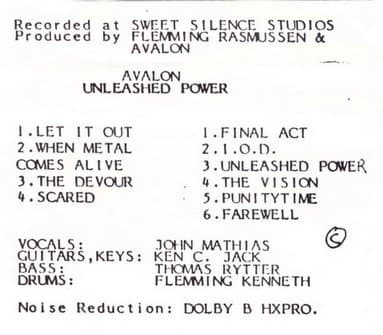 Recorded at SWEET SILENCE STUDIOS
Produced by FLEMMING RASMUSSEN &
AVALON
AVALON
UNLEASHED POWER
1.LET IT OUT
2.WHEN METAL
COMES ALIVE
3.THE DEVOUR
4.SCARED
1.FINAL ACT
2.I.O.D.
3.UNLEASHED POWER
4.THE VISION
5.PUNITYTIME
6.FAREWELL
©
VOCALS: JOHN MATHIAS
GUITARS,KEYS: KEN C. JACK
BASS: THOMAS RYTTER
DRUMS: FLEMMING KENNETH
Noise Reduction: DOLBY B HXPRO.